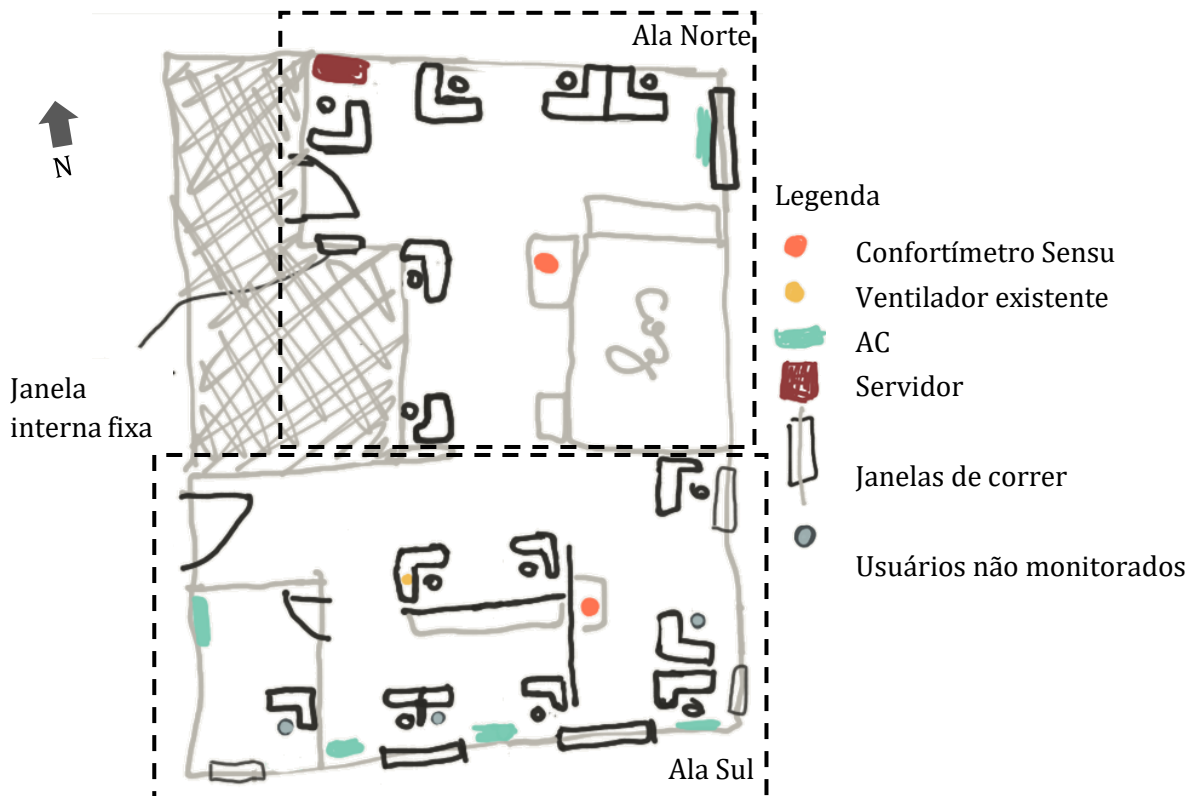 Ala Norte
N
Legenda
Confortímetro Sensu
Ventilador existente
AC
Servidor
Janela
interna fixa
Janelas de correr
Usuários não monitorados
Ala Sul